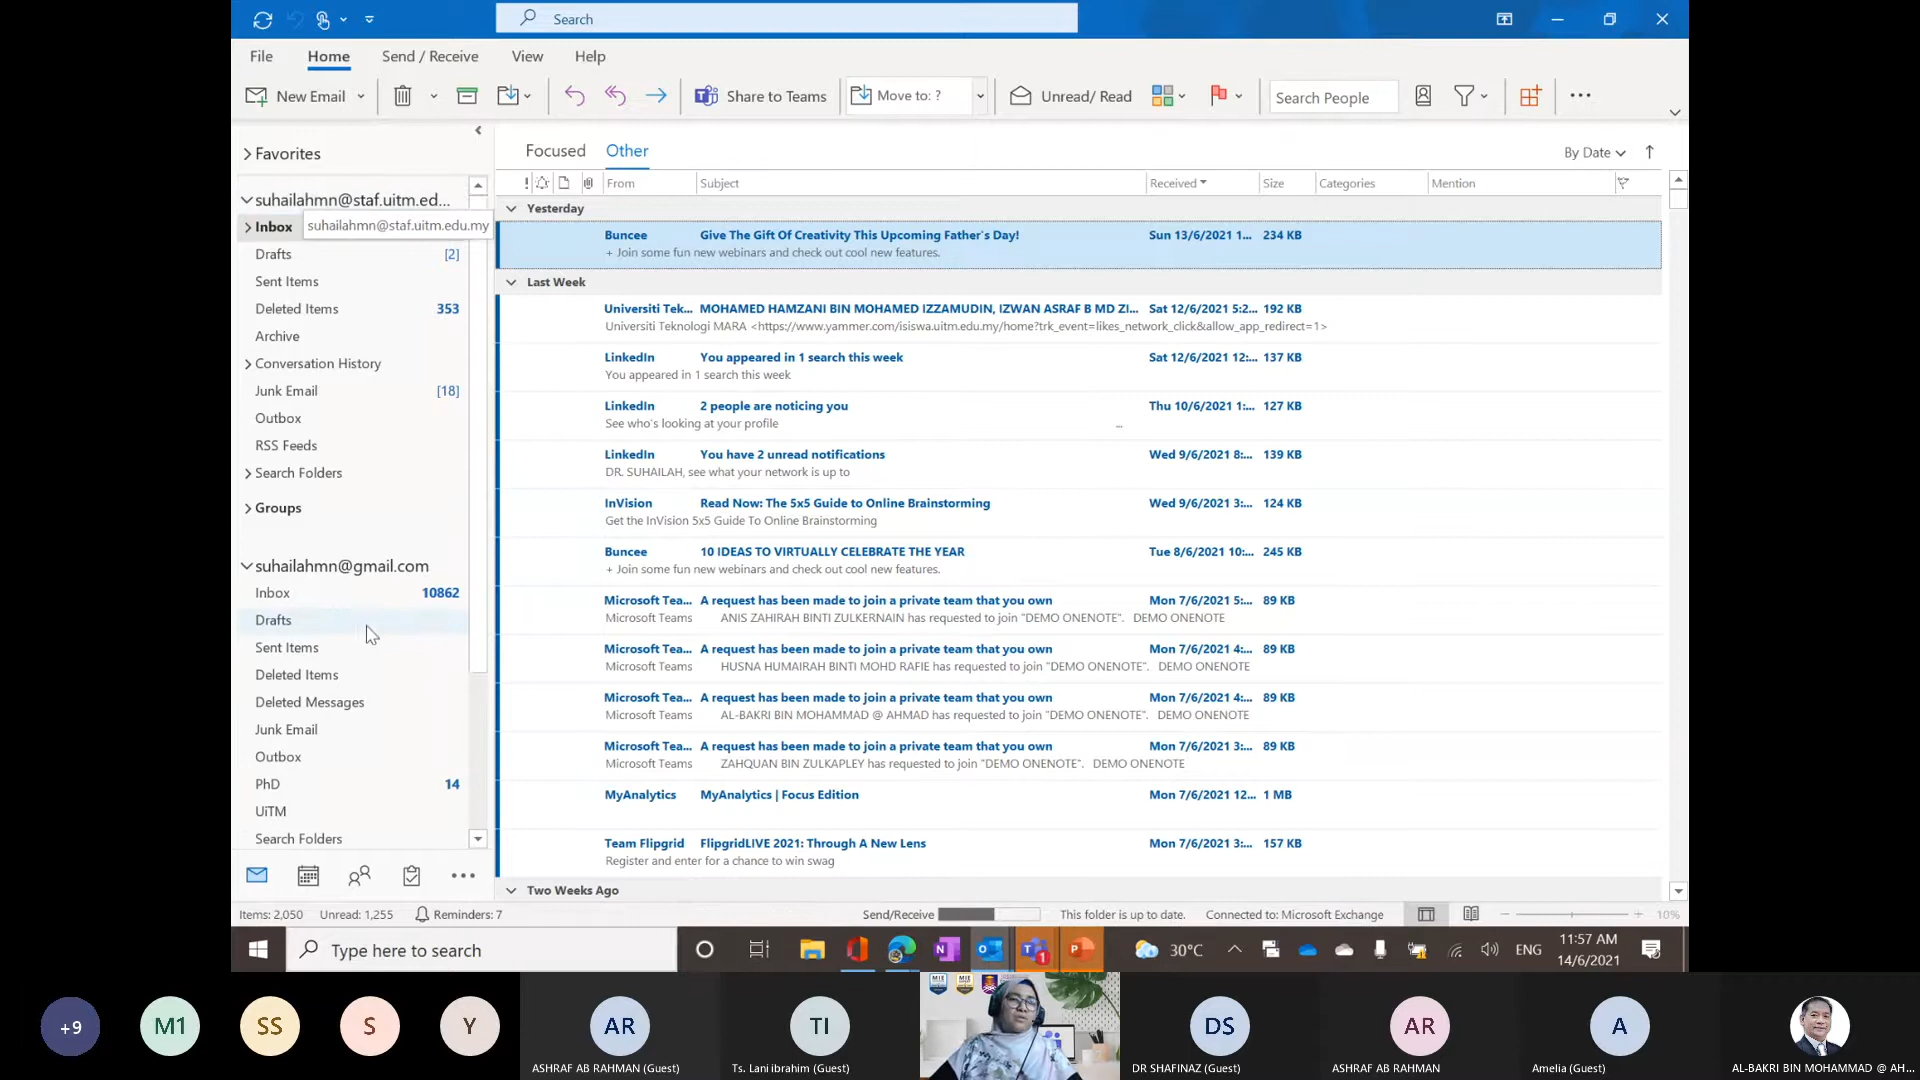 Search
File Home Send / Receive View Help
New Email Share to Teams Move to: ? Unread/ Read Search People
Favorites
Focused Other By Date
! From Subject Received Size Categories Mention
suhailahmn@staf.uitm.ed...
Inbox suhailahmn@staf.uitm.edu.my
Drafts [2]
Sent Items
Deleted Items 353
Archive
Conversation History
Junk Email [18]
Outbox
RSS Feeds
Search Folders
Groups
suhailahmn@gmail.com
Inbox 10862
Drafts
Sent Items
Deleted Items
Deleted Messages
Junk Email
Outbox
PhD 14
UiTM
Search Folders
Yesterday
Buncee Give The Gift Of Creativity This Upcoming Father's Day! Sun 13/6/2021 1... 234 KB
+ Join some fun new webinars and check out cool new features.
Last Week
Universiti Tek... MOHAMED HAMZANI BIN MOHAMED IZZAMUDIN, IZWAN ASRAF B MD ZI... Sat 12/6/2021 5:2... 192 KB
Universiti Teknologi MARA <https://www.yammer.com/isiswa.uitm.edu.my/home?trk_event=likes_network_click&allow_app_redirect=1>
LinkedIn You appeared in 1 search this week Sat 12/6/2021 12:... 137 KB
You appeared in 1 search this week
LinkedIn 2 people are noticing you Thu 10/6/2021 1:... 127 KB
See who's looking at your profile ...
LinkedIn You have 2 unread notifications Wed 9/6/2021 8:... 139 KB
DR. SUHAILAH, see what your network is up to
InVision Read Now: The 5x5 Guide to Online Brainstorming Wed 9/6/2021 3:... 124 KB
Get the InVision 5x5 Guide To Online Brainstorming
Buncee 10 IDEAS TO VIRTUALLY CELEBRATE THE YEAR Tue 8/6/2021 10:... 245 KB
+ Join some fun new webinars and check out cool new features.
Microsoft Tea... A request has been made to join a private team that you own Mon 7/6/2021 5:... 89 KB
Microsoft Teams ANIS ZAHIRAH BINTI ZULKERNAIN has requested to join "DEMO ONENOTE". DEMO ONENOTE
Microsoft Tea... A request has been made to join a private team that you own Mon 7/6/2021 4:... 89 KB
Microsoft Teams HUSNA HUMAIRAH BINTI MOHD RAFIE has requested to join "DEMO ONENOTE". DEMO ONENOTE
Microsoft Tea... A request has been made to join a private team that you own Mon 7/6/2021 4:... 89 KB
Microsoft Teams AL-BAKRI BIN MOHAMMAD @ AHMAD has requested to join "DEMO ONENOTE". DEMO ONENOTE
Microsoft Tea... A request has been made to join a private team that you own Mon 7/6/2021 3:... 89 KB
Microsoft Teams ZAHQUAN BIN ZULKAPLEY has requested to join "DEMO ONENOTE". DEMO ONENOTE
MyAnalytics MyAnalytics | Focus Edition Mon 7/6/2021 12... 1 MB
Team Flipgrid FlipgridLIVE 2021: Through A New Lens Mon 7/6/2021 3:... 157 KB
Register and enter for a chance to win swag
Two Weeks Ago
Items: 2,050 Unread: 1,255 Reminders: 7 Send/Receive This folder is up to date. Connected to: Microsoft Exchange 10%
Type here to search 30°C ENG 11:57 AM
14/6/2021
+9 M1 SS S Y AR TI DS AR A
ASHRAF AB RAHMAN (Guest) Ts. Lani ibrahim (Guest) DR SHAFINAZ (Guest) ASHRAF AB RAHMAN Amelia (Guest) AL-BAKRI BIN MOHAMMAD @ AH...